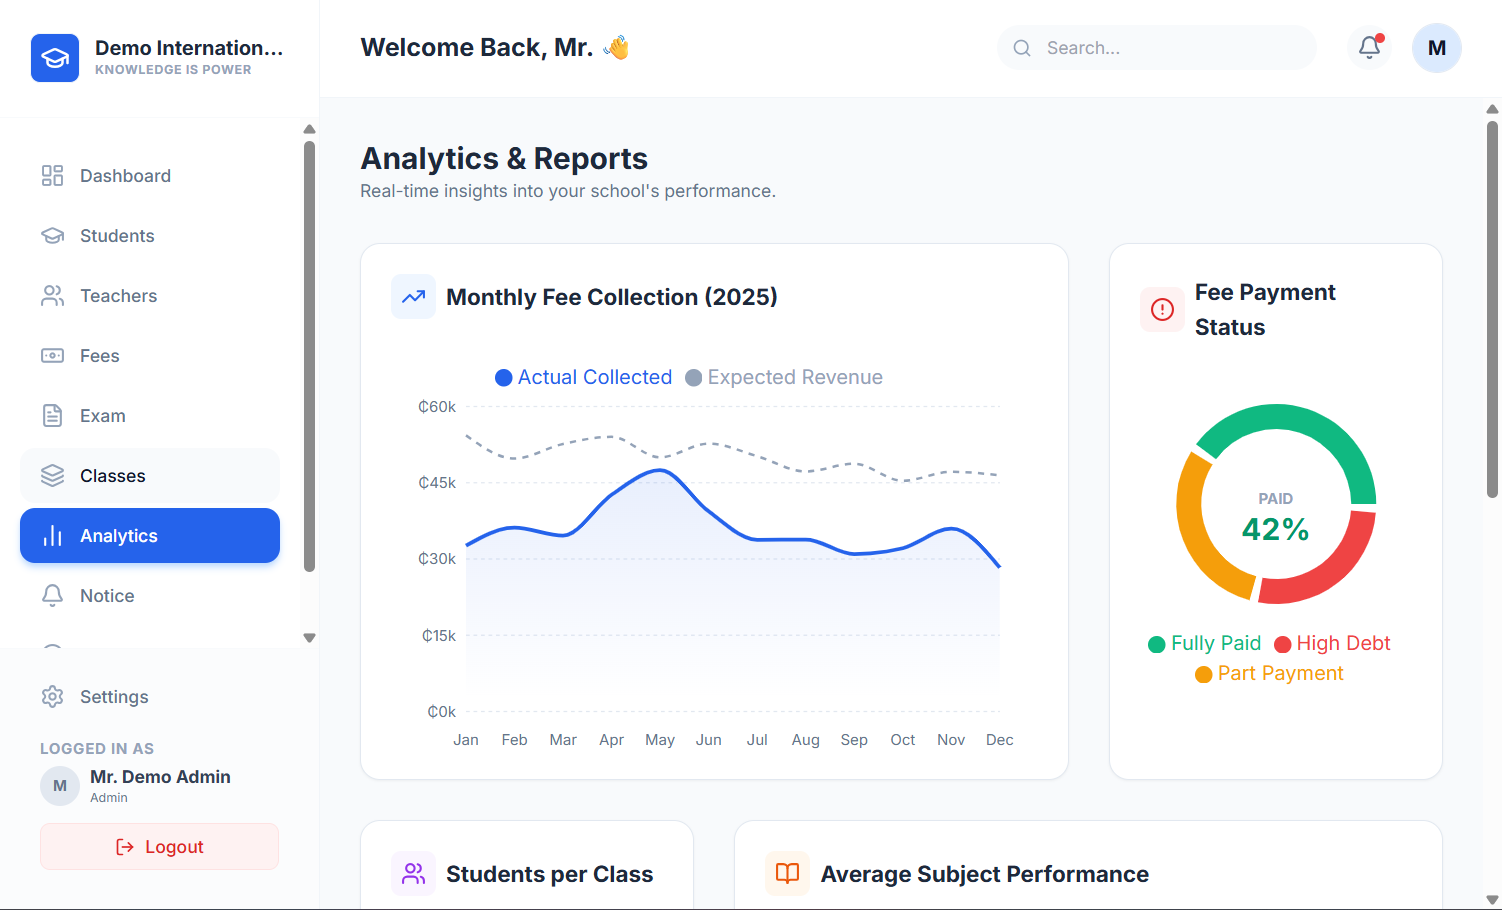 Demo Internation...
KNOWLEDGE IS POWER
Dashboard
Students
Teachers
Fees
Exam
Classes
Analytics
Notice
Settings
LOGGED IN AS
M
Mr. Demo Admin
Admin
Logout
Welcome Back, Mr. 👋
Search...
M
Analytics & Reports
Real-time insights into your school's performance.
Monthly Fee Collection (2025)
Actual Collected
Expected Revenue
₵60k
₵45k
₵30k
₵15k
₵0k
Jan Feb Mar Apr May Jun Jul Aug Sep Oct Nov Dec
Fee Payment
Status
PAID
42%
Fully Paid
High Debt
Part Payment
Students per Class
Average Subject Performance